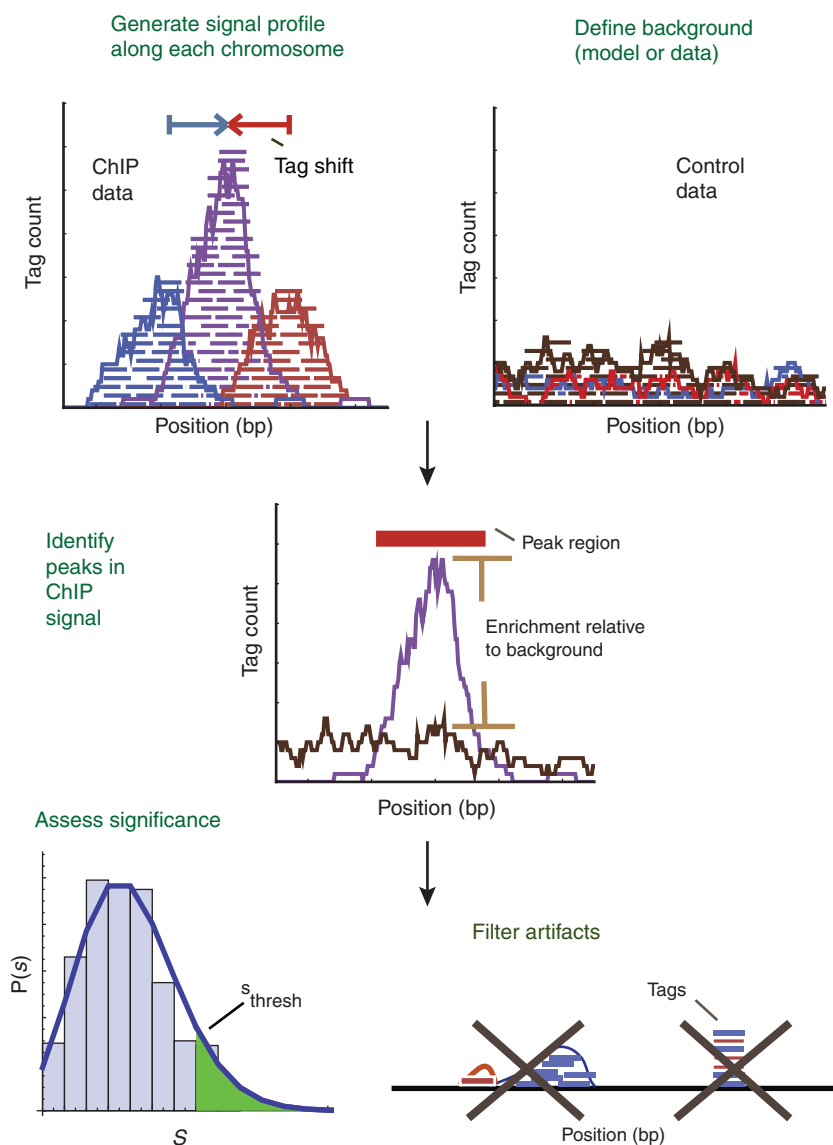 Generate signal profile
along each chromosome
Define background
(model or data)
ChIP
data
Tag shift
Tag count
Position (bp)
Control
data
Tag count
Position (bp)
Identify
peaks in
ChIP
signal
Peak region
Enrichment relative
to background
Tag count
Position (bp)
Assess significance
P(s)
s
thresh
S
Filter artifacts
Tags
Position (bp)